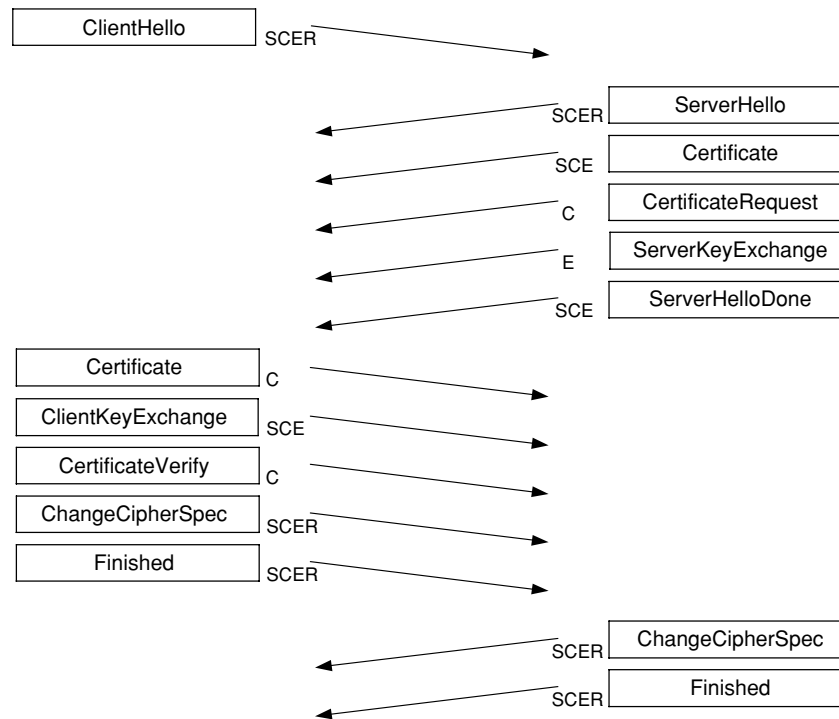 ClientHello
SCER
SCER
ServerHello
SCE
Certificate
C
CertificateRequest
E
ServerKeyExchange
SCE
ServerHelloDone
Certificate
C
ClientKeyExchange
SCE
CertificateVerify
C
ChangeCipherSpec
SCER
Finished
SCER
SCER
ChangeCipherSpec
SCER
Finished